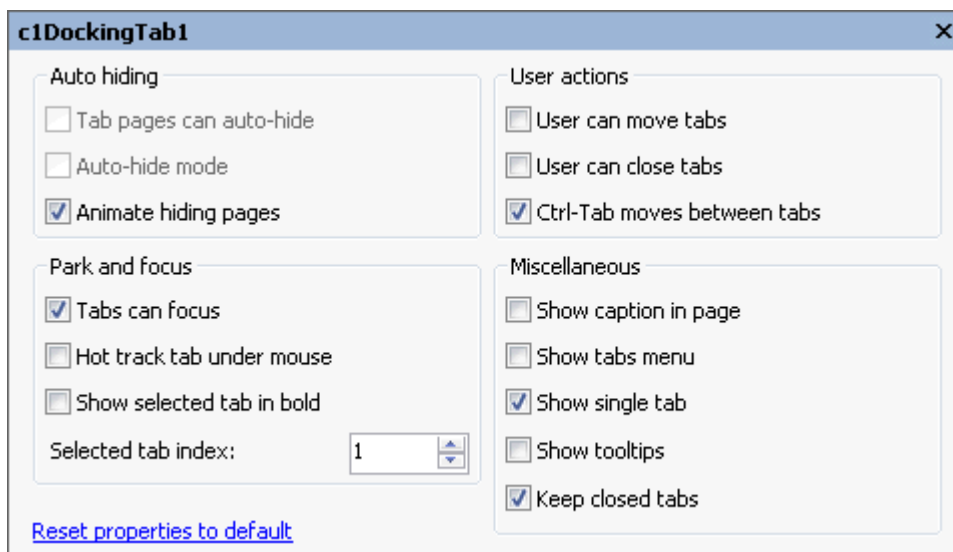 c1DockingTab1
Auto hiding
Tab pages can auto-hide
Auto-hide mode
Animate hiding pages
User actions
User can move tabs
User can close tabs
Ctrl-Tab moves between tabs
Park and focus
Tabs can focus
Hot track tab under mouse
Show selected tab in bold
Selected tab index: 1
Miscellaneous
Show caption in page
Show tabs menu
Show single tab
Show tooltips
Keep closed tabs
Reset properties to default